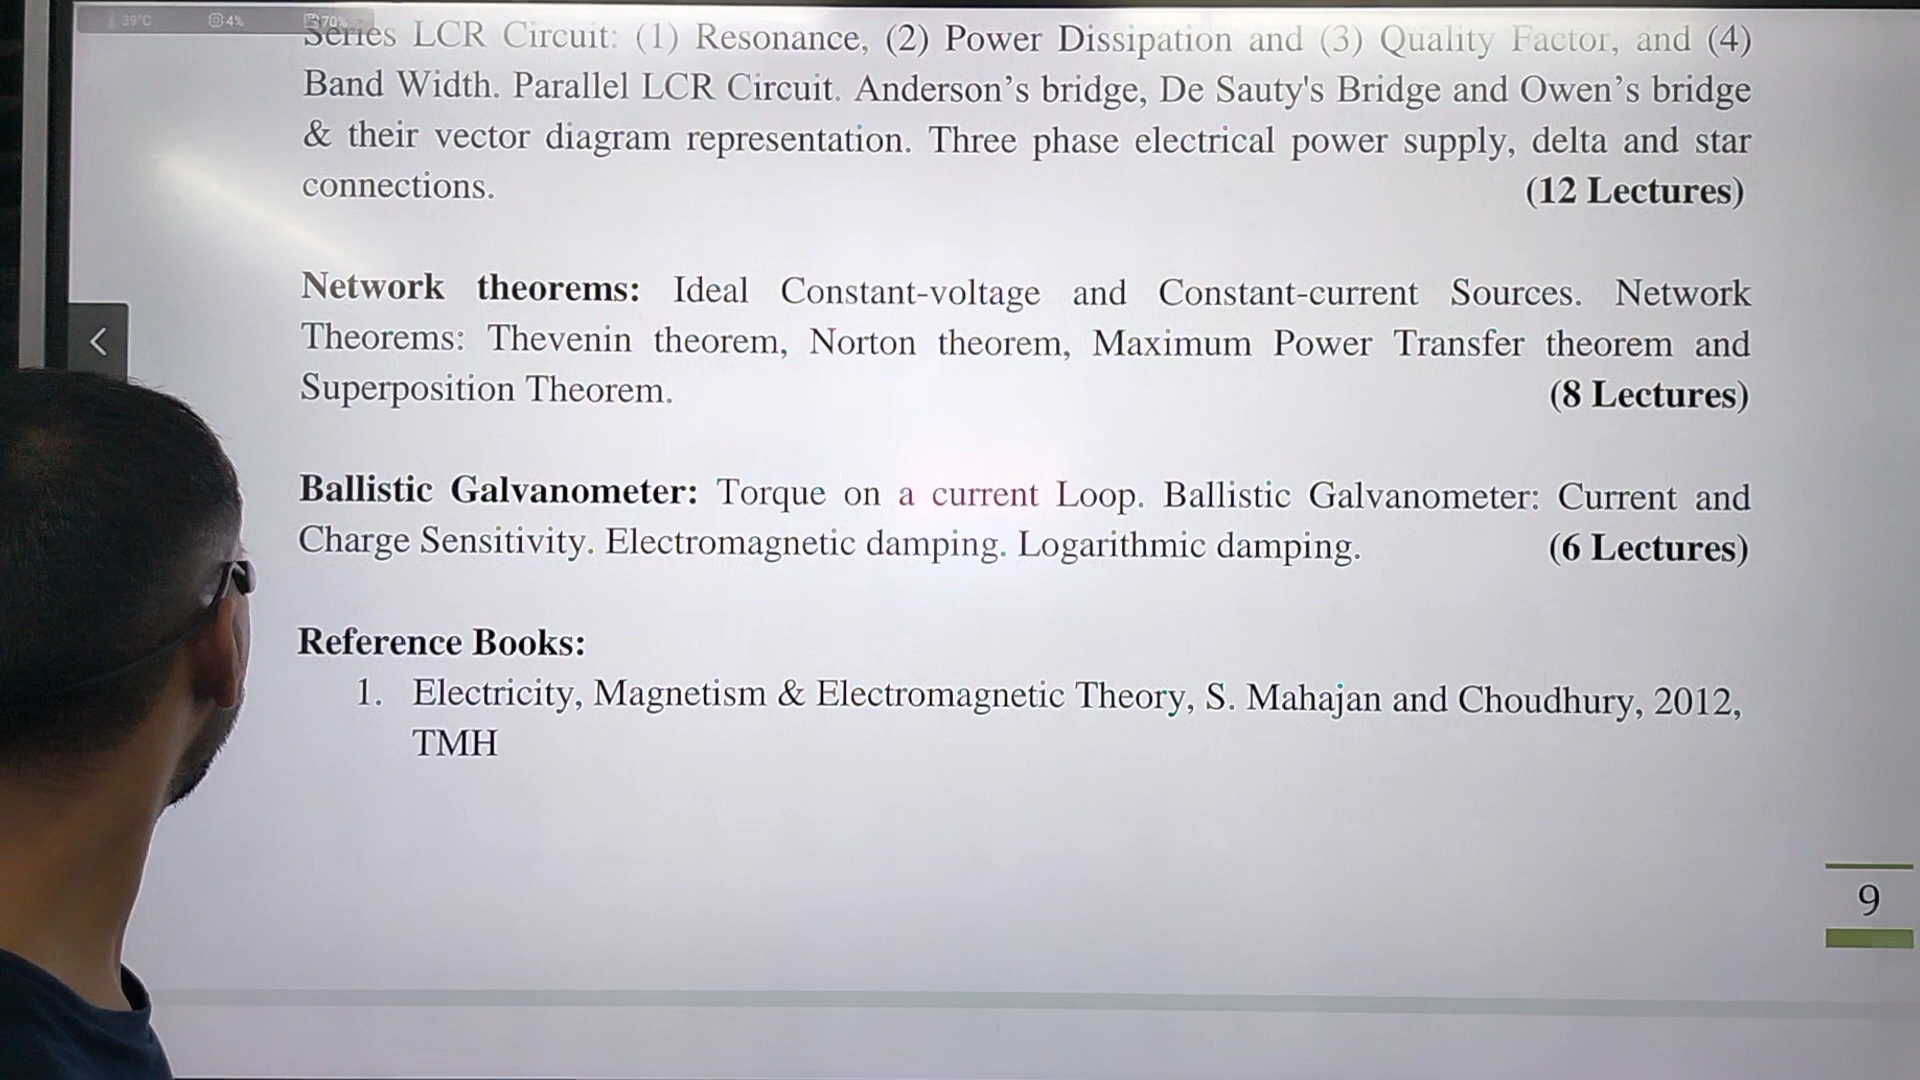 39°C 4% 70%
Series LCR Circuit: (1) Resonance, (2) Power Dissipation and (3) Quality Factor, and (4)
Band Width. Parallel LCR Circuit. Anderson’s bridge, De Sauty's Bridge and Owen’s bridge
& their vector diagram representation. Three phase electrical power supply, delta and star
connections. (12 Lectures)
Network theorems: Ideal Constant-voltage and Constant-current Sources. Network
Theorems: Thevenin theorem, Norton theorem, Maximum Power Transfer theorem and
Superposition Theorem. (8 Lectures)
Ballistic Galvanometer: Torque on a current Loop. Ballistic Galvanometer: Current and
Charge Sensitivity. Electromagnetic damping. Logarithmic damping. (6 Lectures)
Reference Books:
1. Electricity, Magnetism & Electromagnetic Theory, S. Mahajan and Choudhury, 2012,
TMH
9